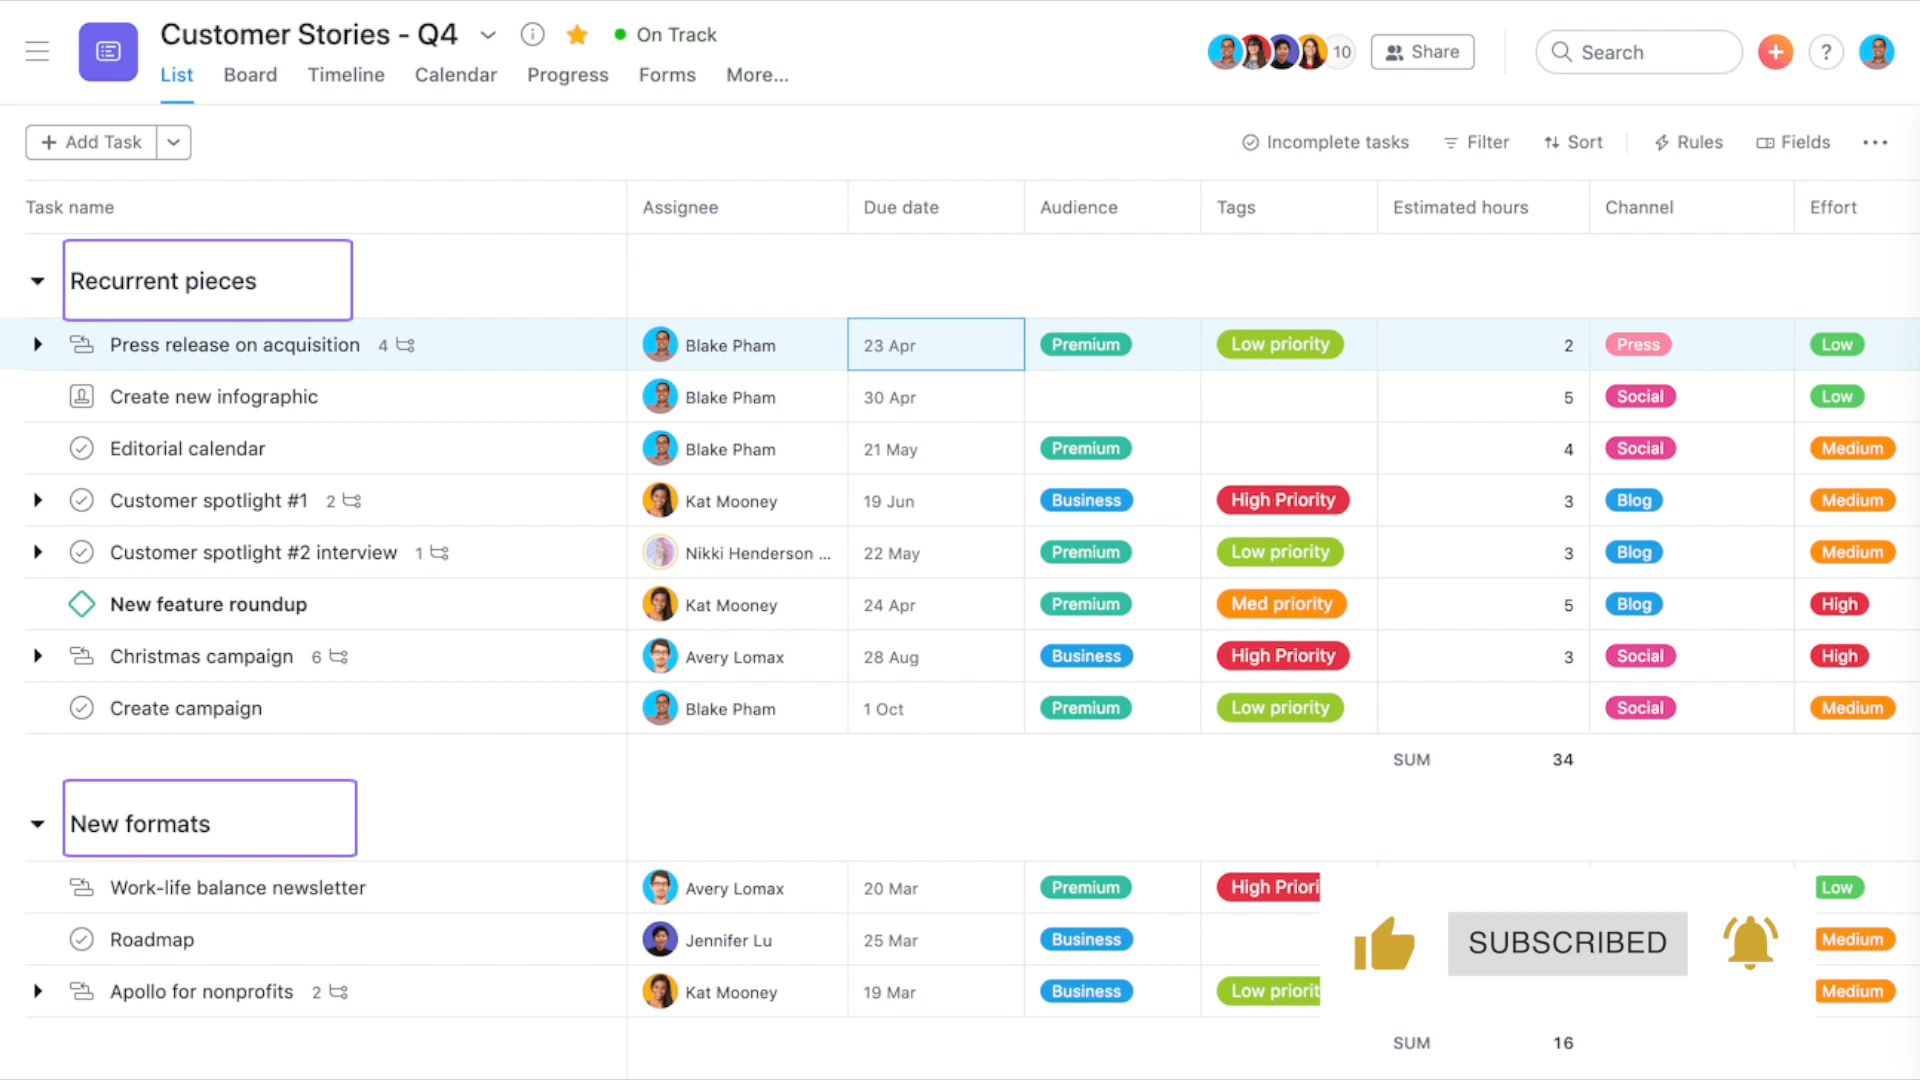 Customer Stories - Q4
On Track
List Board Timeline Calendar Progress Forms More...
10 Share Search ?
Add Task
Incomplete tasks Filter Sort Rules Fields
Task name Assignee Due date Audience Tags Estimated hours Channel Effort
Recurrent pieces
Press release on acquisition 4 Blake Pham 23 Apr Premium Low priority 2 Press Low
Create new infographic Blake Pham 30 Apr 5 Social Low
Editorial calendar Blake Pham 21 May Premium 4 Social Medium
Customer spotlight #1 2 Kat Mooney 19 Jun Business High Priority 3 Blog Medium
Customer spotlight #2 interview 1 Nikki Henderson ... 22 May Premium Low priority 3 Blog Medium
New feature roundup Kat Mooney 24 Apr Premium Med priority 5 Blog High
Christmas campaign 6 Avery Lomax 28 Aug Business High Priority 3 Social High
Create campaign Blake Pham 1 Oct Premium Low priority Social Medium
SUM 34
New formats
Work-life balance newsletter Avery Lomax 20 Mar Premium High Priori Low
Roadmap Jennifer Lu 25 Mar Business Medium
SUBSCRIBED
Apollo for nonprofits 2 Kat Mooney 19 Mar Business Low priorit Medium
SUM 16